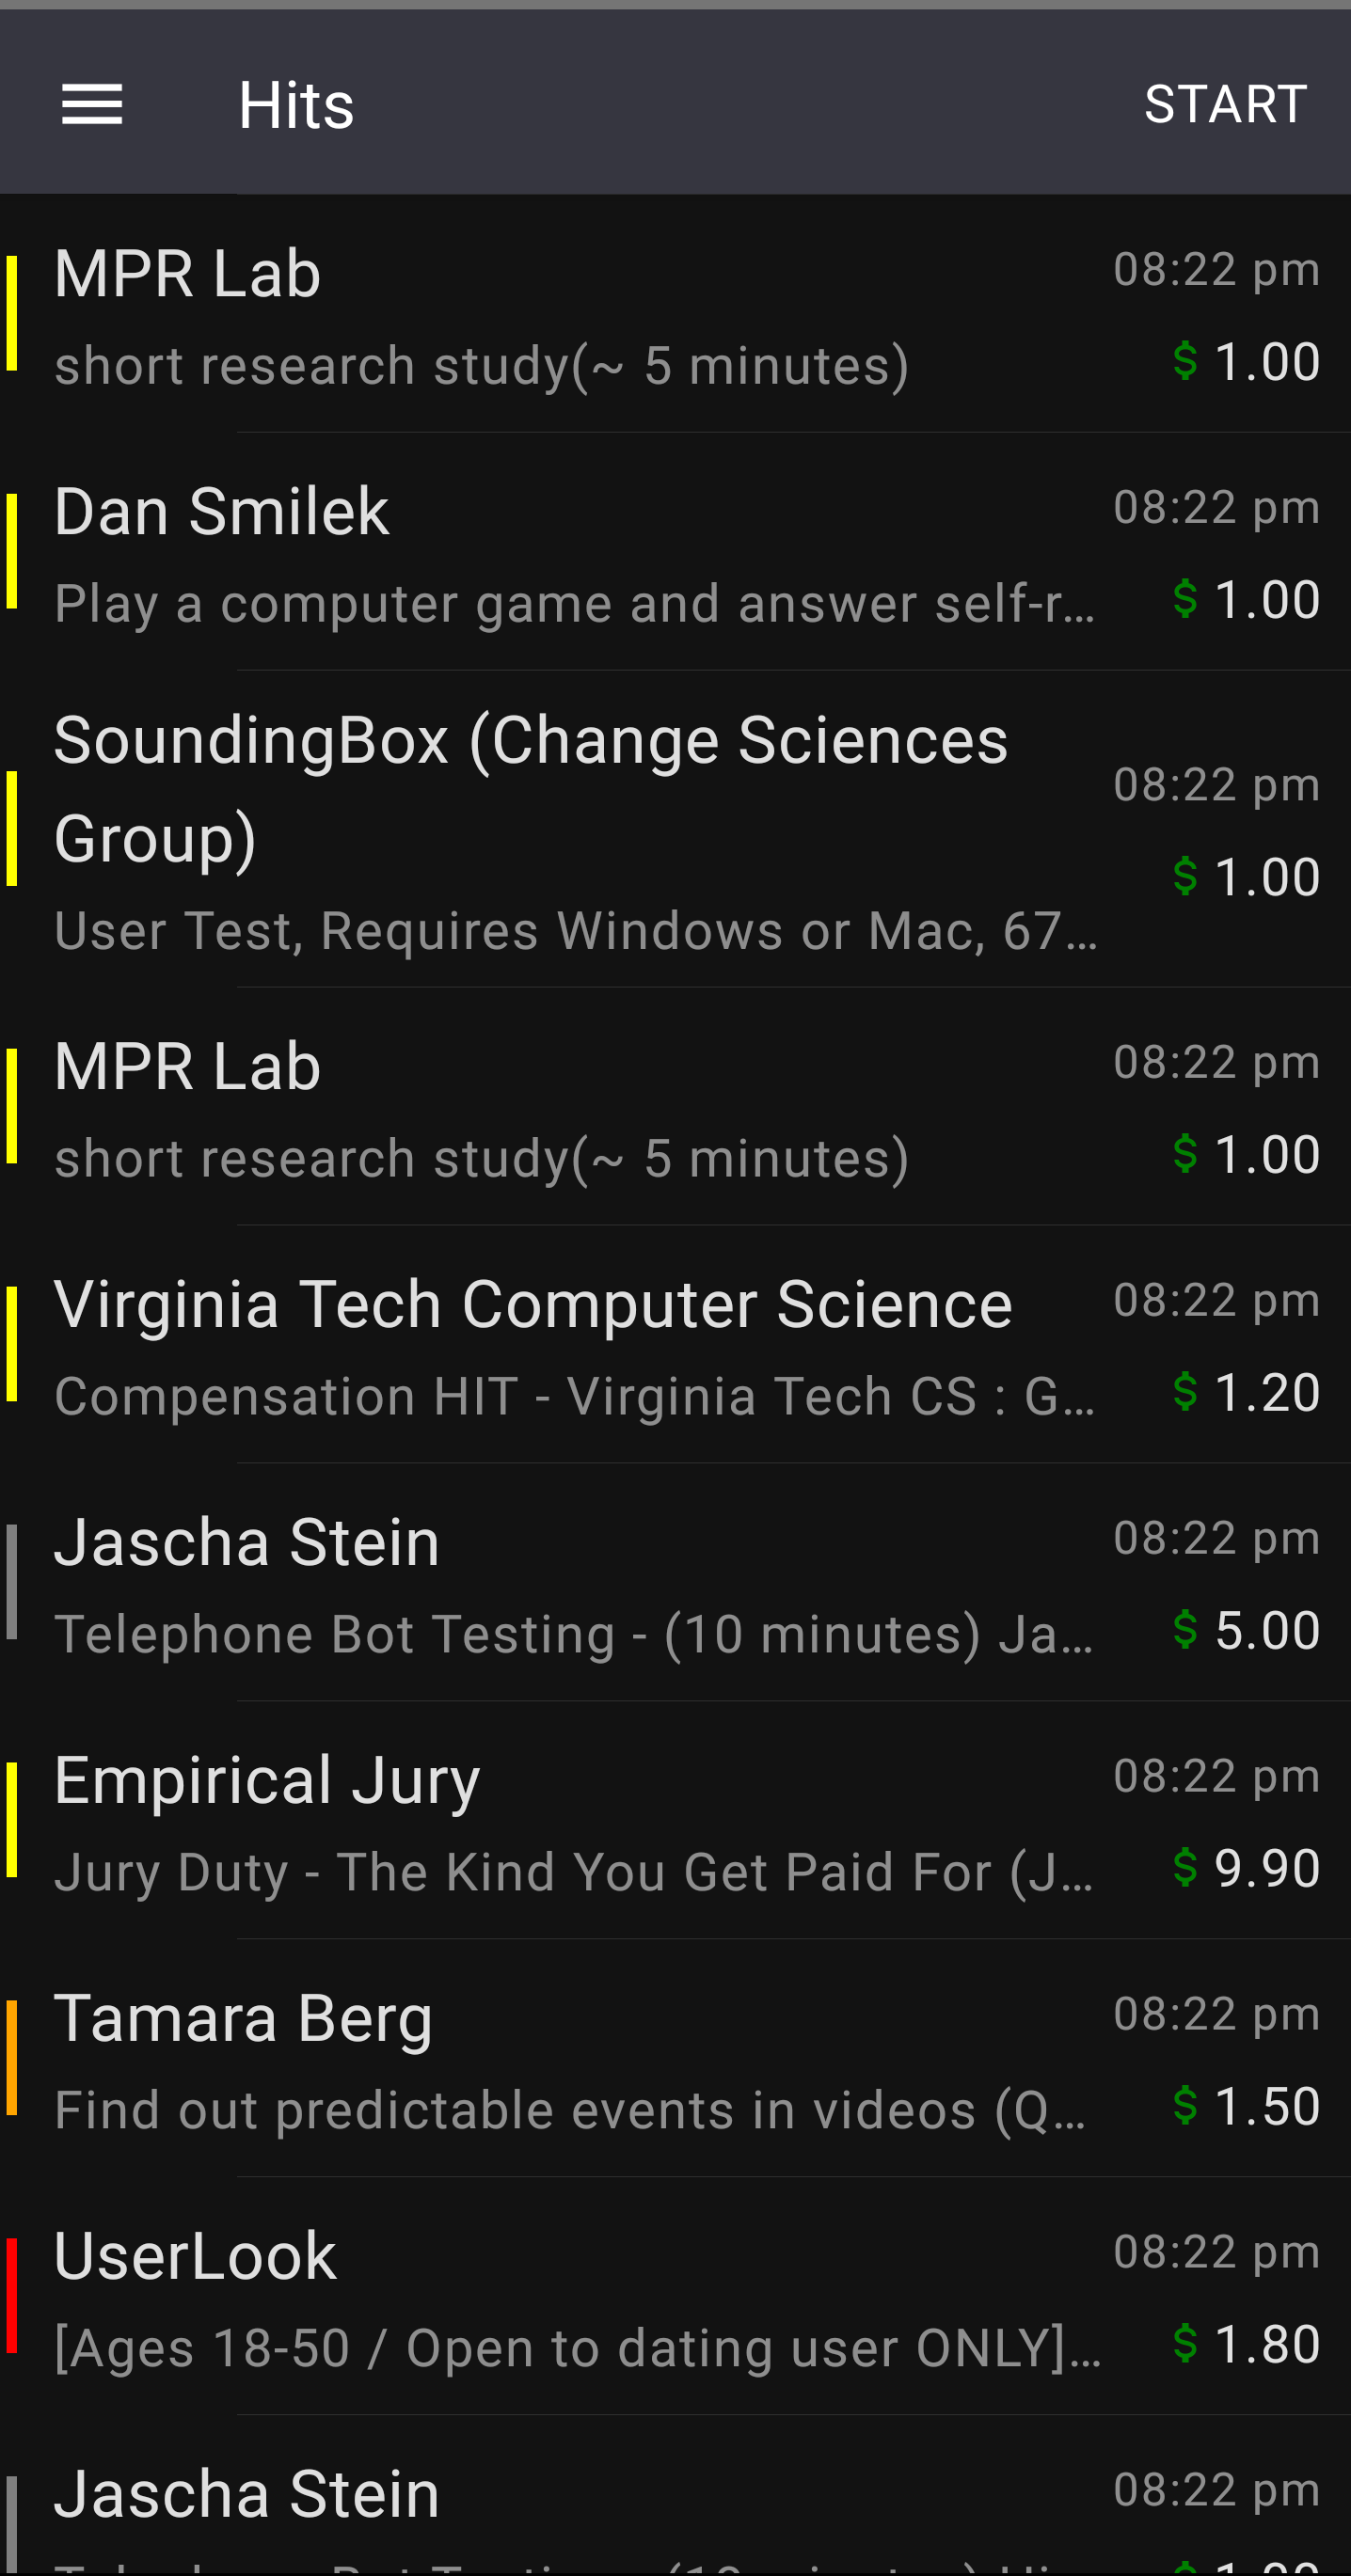 Hits
START
MPR Lab
08:22 pm
short research study(~ 5 minutes)
$ 1.00
Dan Smilek
08:22 pm
Play a computer game and answer self-r…
$ 1.00
SoundingBox (Change Sciences
Group)
08:22 pm
$ 1.00
User Test, Requires Windows or Mac, 67…
MPR Lab
08:22 pm
short research study(~ 5 minutes)
$ 1.00
Virginia Tech Computer Science
08:22 pm
Compensation HIT - Virginia Tech CS : G…
$ 1.20
Jascha Stein
08:22 pm
Telephone Bot Testing - (10 minutes) Ja…
$ 5.00
Empirical Jury
08:22 pm
Jury Duty - The Kind You Get Paid For (J…
$ 9.90
Tamara Berg
08:22 pm
Find out predictable events in videos (Q…
$ 1.50
UserLook
08:22 pm
[Ages 18-50 / Open to dating user ONLY]…
$ 1.80
Jascha Stein
08:22 pm